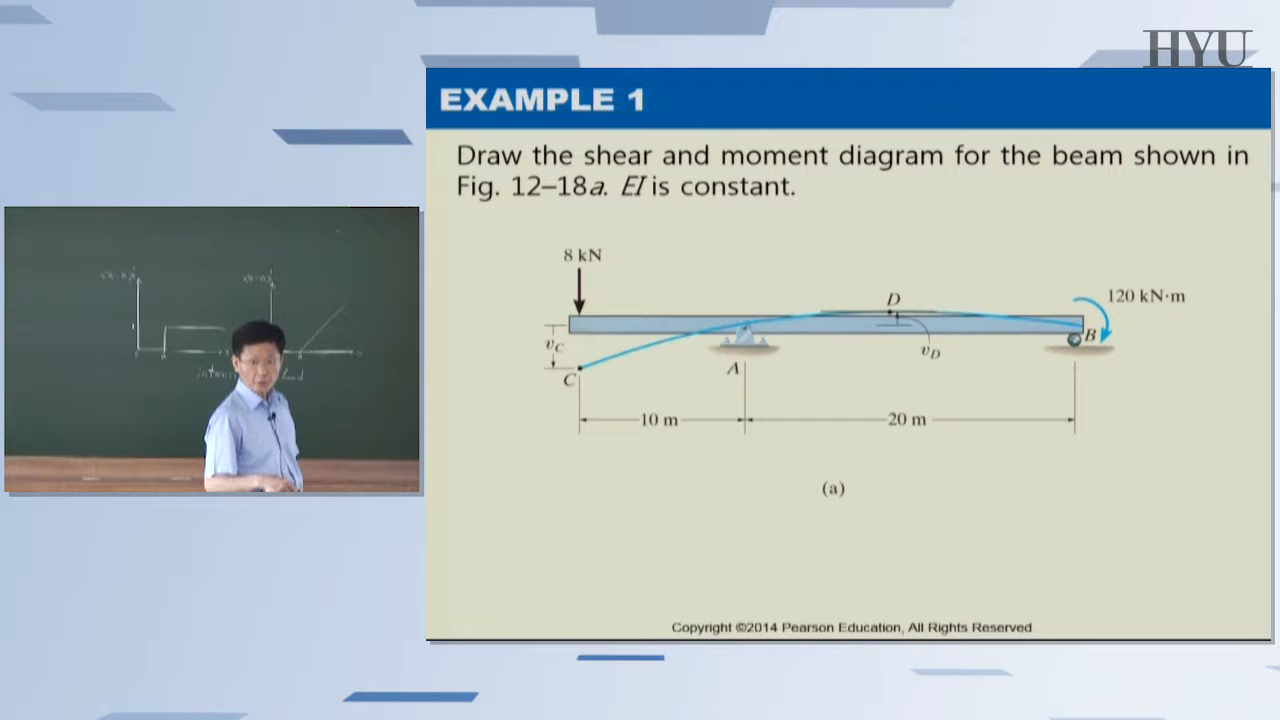 HYU
EXAMPLE 1
Draw the shear and moment diagram for the beam shown in
Fig. 12–18a. EI is constant.
8 kN
D
120 kN·m
B
vC
vD
C
A
10 m
20 m
(a)
Copyright ©2014 Pearson Education, All Rights Reserved